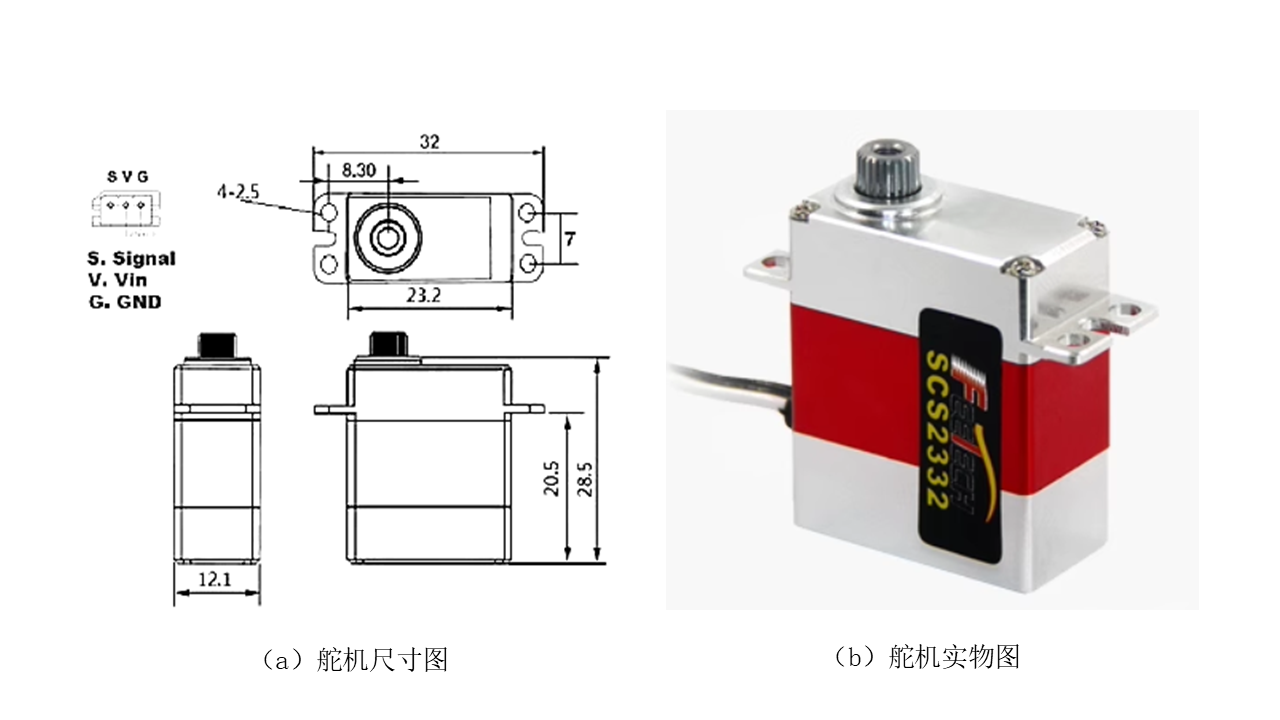 32
8.30
S V G
4-2.5
7
S. Signal
V. Vin
G. GND
23.2
20.5
28.5
12.1
FEETECH
SCS2332
（a）舵机尺寸图
（b）舵机实物图